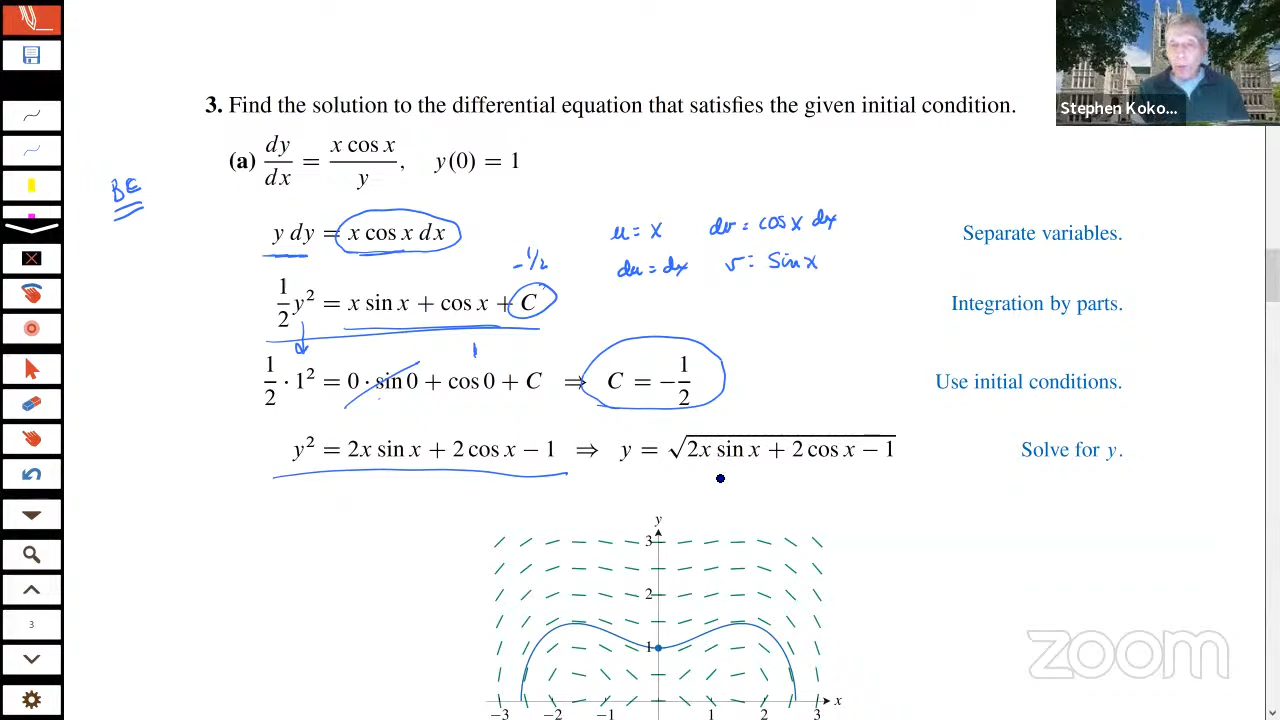 Stephen Koko...
3. Find the solution to the differential equation that satisfies the given initial condition.
(a) dy/dx = x cos x / y, y(0) = 1
BC
y dy = x cos x dx
u = x dv = cos x dx
Separate variables.
du = dx v = sin x
-1/2
1/2 y² = x sin x + cos x + C
Integration by parts.
1
1/2 · 1² = 0 · sin 0 + cos 0 + C ⇒ C = −1/2
Use initial conditions.
y² = 2x sin x + 2 cos x − 1 ⇒ y = √(2x sin x + 2 cos x − 1)
Solve for y.
y
3
2
1
x
−3 −2 −1 1 2 3
3
zoom